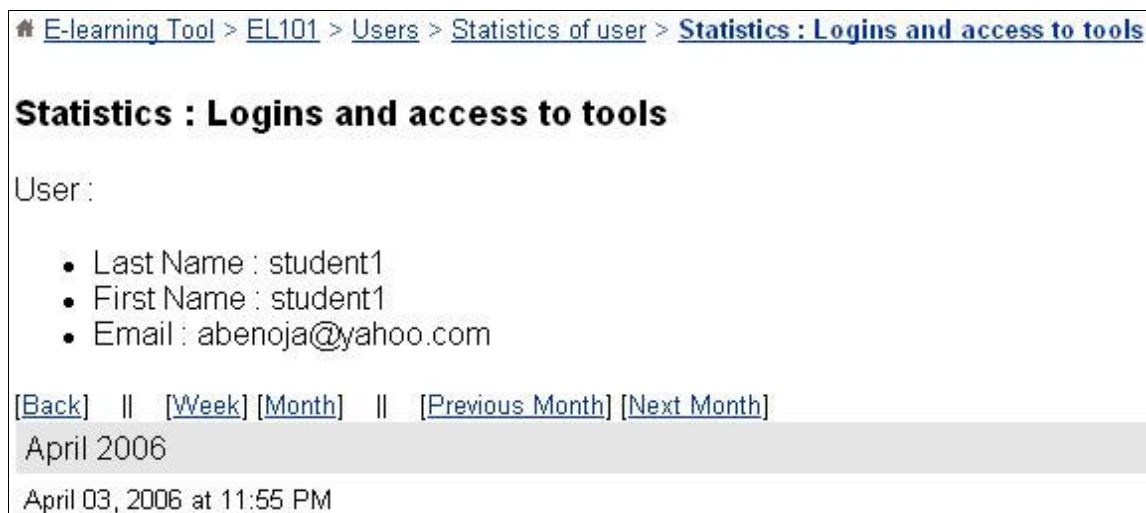 E-learning Tool > EL101 > Users > Statistics of user > Statistics : Logins and access to tools
Statistics : Logins and access to tools
User :
• Last Name : student1
• First Name : student1
• Email : abenoja@yahoo.com
[Back] || [Week] [Month] || [Previous Month] [Next Month]
April 2006
April 03, 2006 at 11:55 PM